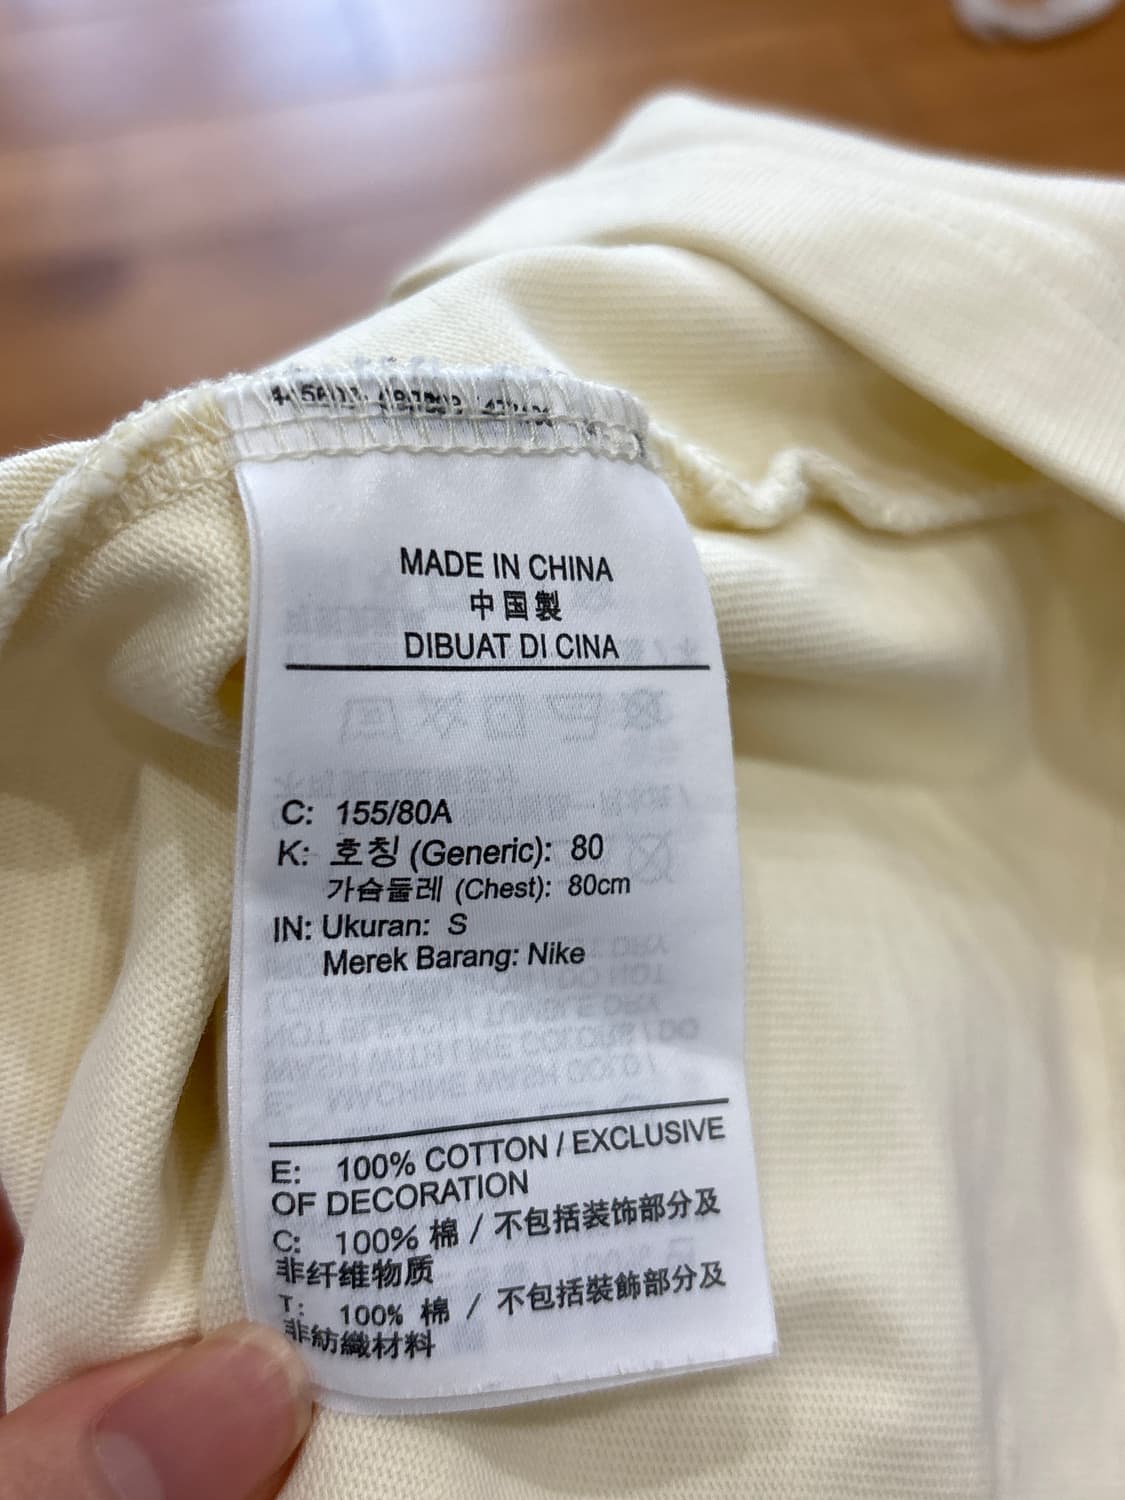 MADE IN CHINA
中国製
DIBUAT DI CINA
C: 155/80A
K: 호칭 (Generic): 80
가슴둘레 (Chest): 80cm
IN: Ukuran: S
Merek Barang: Nike
E: 100% COTTON / EXCLUSIVE
OF DECORATION
C: 100% 棉 / 不包括装饰部分及
非纤维物质
T: 100% 棉 / 不包括裝飾部分及
非紡織材料